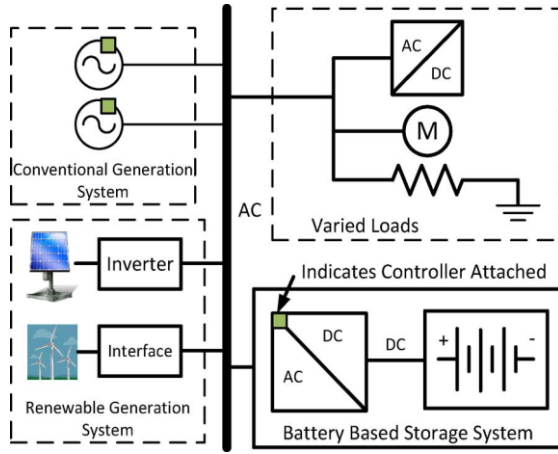 Conventional Generation
System
AC
DC
M
Varied Loads
AC
Inverter
Interface
Renewable Generation
System
Indicates Controller Attached
DC
AC
DC
+
-
Battery Based Storage System